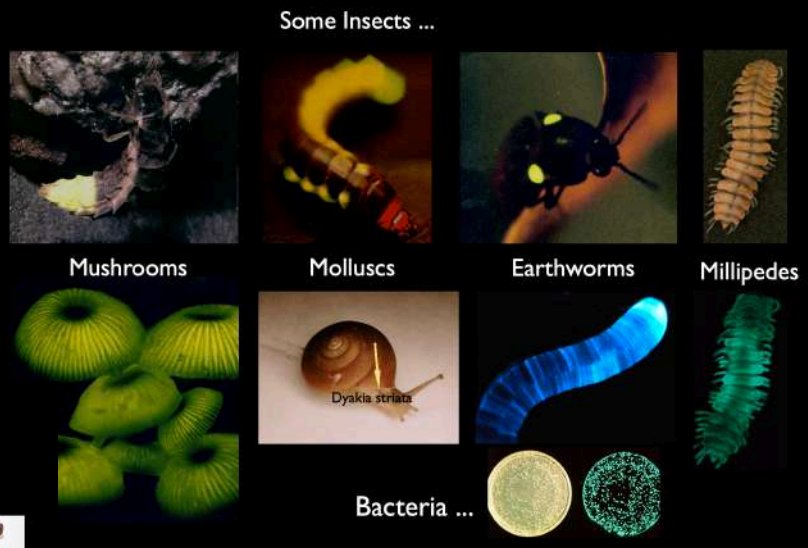 Some Insects ...
Mushrooms
Molluscs
Earthworms
Millipedes
Dyakia striata
Bacteria ...